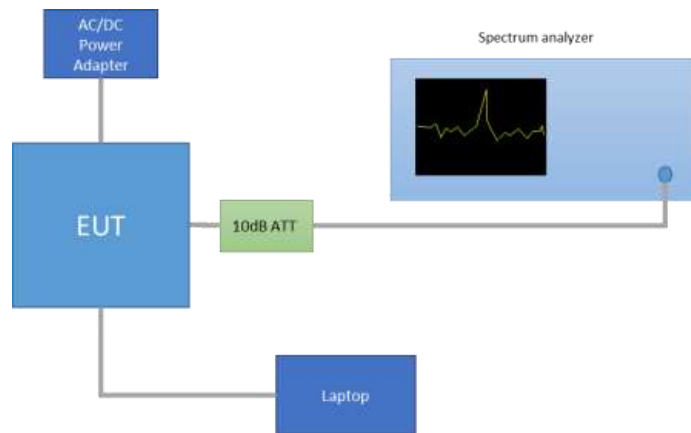 AC/DC
Power
Adapter
Spectrum analyzer
EUT
10dB ATT
Laptop